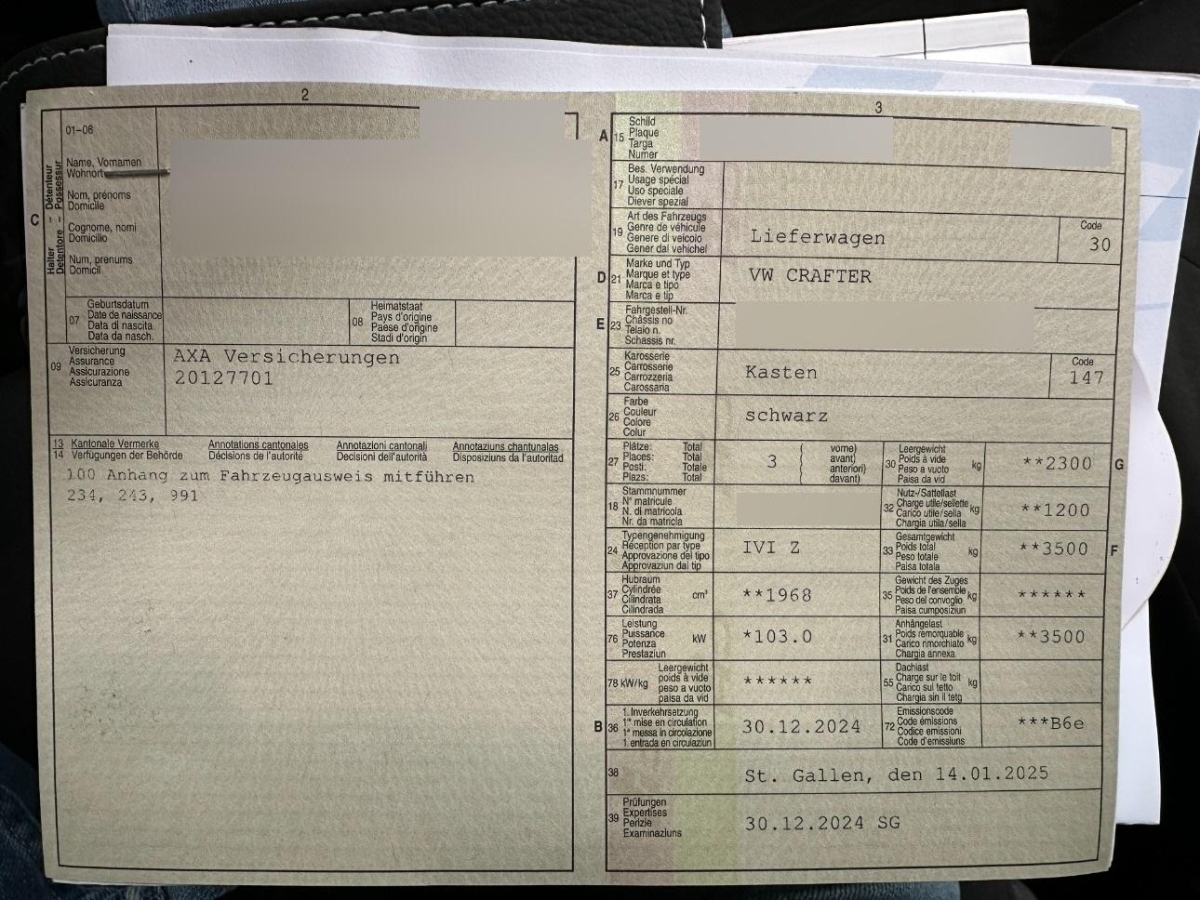 2
01-06
Halter – Détenteur
Detentore – Possessur
C
Name, Vornamen
Wohnort
Nom, prénoms
Domicile
Cognome, nomi
Domicilio
Num, prenums
Domicil
07
Geburtsdatum
Date de naissance
Data di nascita
Data da nasch.
08
Heimatstaat
Pays d'origine
Paese d'origine
Stadi d'origin
09
Versicherung
Assurance
Assicurazione
Assicuranza
AXA Versicherungen
20127701
13 Kantonale Vermerke Annotations cantonales Annotazioni cantonali Annotaziuns chantunalas
14 Verfügungen der Behörde Décisions de l'autorité Decisioni dell'autorità Disposiziuns da l'autoritad
100 Anhang zum Fahrzeugausweis mitführen
234, 243, 991
3
A 15
Schild
Plaque
Targa
Numer
17
Bes. Verwendung
Usage spécial
Uso speciale
Diever spezial
19
Art des Fahrzeugs
Genre de véhicule
Genere di veicolo
Gener dal vehichel
Lieferwagen
Code
30
D 21
Marke und Typ
Marque et type
Marca e tipo
Marca e tip
VW CRAFTER
E 23
Fahrgestell-Nr.
Châssis no
Telaio n.
Schassis nr.
25
Karosserie
Carrosserie
Carrozzeria
Carossaria
Kasten
Code
147
26
Farbe
Couleur
Colore
Colur
schwarz
27
Plätze: Total
Places: Total
Posti: Totale
Plazs: Total
3
( vorne)
( avant)
( anteriori)
( davant)
30
Leergewicht
Poids à vide
Peso a vuoto
Paisa da vid
kg
**2300
G
18
Stammnummer
N° matricule
N. di matricola
Nr. da matricla
32
Nutz-/Sattellast
Charge utile/sellette
Carico utile/sella
Chargia utila/sella
kg
**1200
24
Typengenehmigung
Réception par type
Approvazione del tipo
Approvaziun dal tip
IVI Z
33
Gesamtgewicht
Poids total
Peso totale
Paisa totala
kg
**3500
F
37
Hubraum
Cylindrée
Cilindrata
Cilindrada
cm³
**1968
35
Gewicht des Zuges
Poids de l'ensemble
Peso del convoglio
Paisa cumposiziun
kg
******
76
Leistung
Puissance
Potenza
Prestaziun
kW
*103.0
31
Anhängelast
Poids remorquable
Carico rimorchiato
Chargia annexa
kg
**3500
78 kW/kg
Leergewicht
poids à vide
peso a vuoto
paisa da vid
******
55
Dachlast
Charge sur le toit
Carico sul tetto
Chargia sin il tetg
kg
B 36
1. Inverkehrsetzung
1re mise en circulation
1a messa in circolazione
1. entrada en circulaziun
30.12.2024
72
Emissionscode
Code émissions
Codice emissioni
Code d'emissiuns
***B6e
38
St. Gallen, den 14.01.2025
39
Prüfungen
Expertises
Perizie
Examinaziuns
30.12.2024 SG